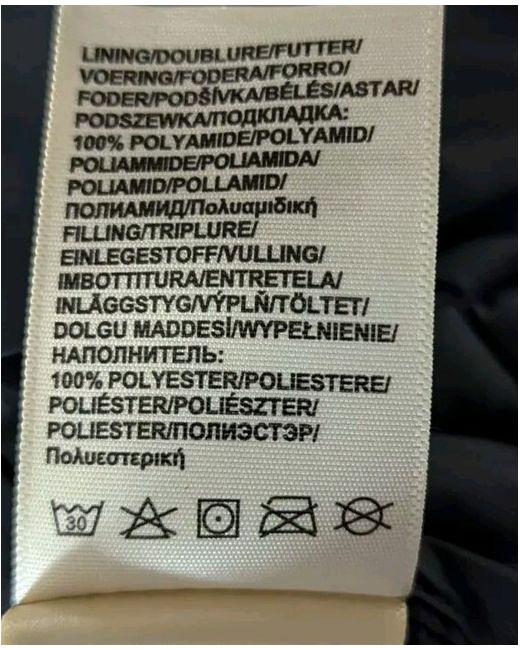 LINING/DOUBLURE/FUTTER/
VOERING/FODERA/FORRO/
FODER/PODŠÍVKA/BÉLÉS/ASTAR/
PODSZEWKA/ПОДКЛАДКА:
100% POLYAMIDE/POLYAMID/
POLIAMMIDE/POLIAMIDA/
POLIAMID/POLLAMID/
ПОЛИАМИД/Πολυαμιδική
FILLING/TRIPLURE/
EINLEGESTOFF/VULLING/
IMBOTTITURA/ENTRETELA/
INLÄGGSTYG/VÝPLŇ/TÖLTET/
DOLGU MADDESİ/WYPEŁNIENIE/
НАПОЛНИТЕЛЬ:
100% POLYESTER/POLIESTERE/
POLIÉSTER/POLIÉSZTER/
POLIESTER/ПОЛИЭСТЭР/
Πολυεστερική
30